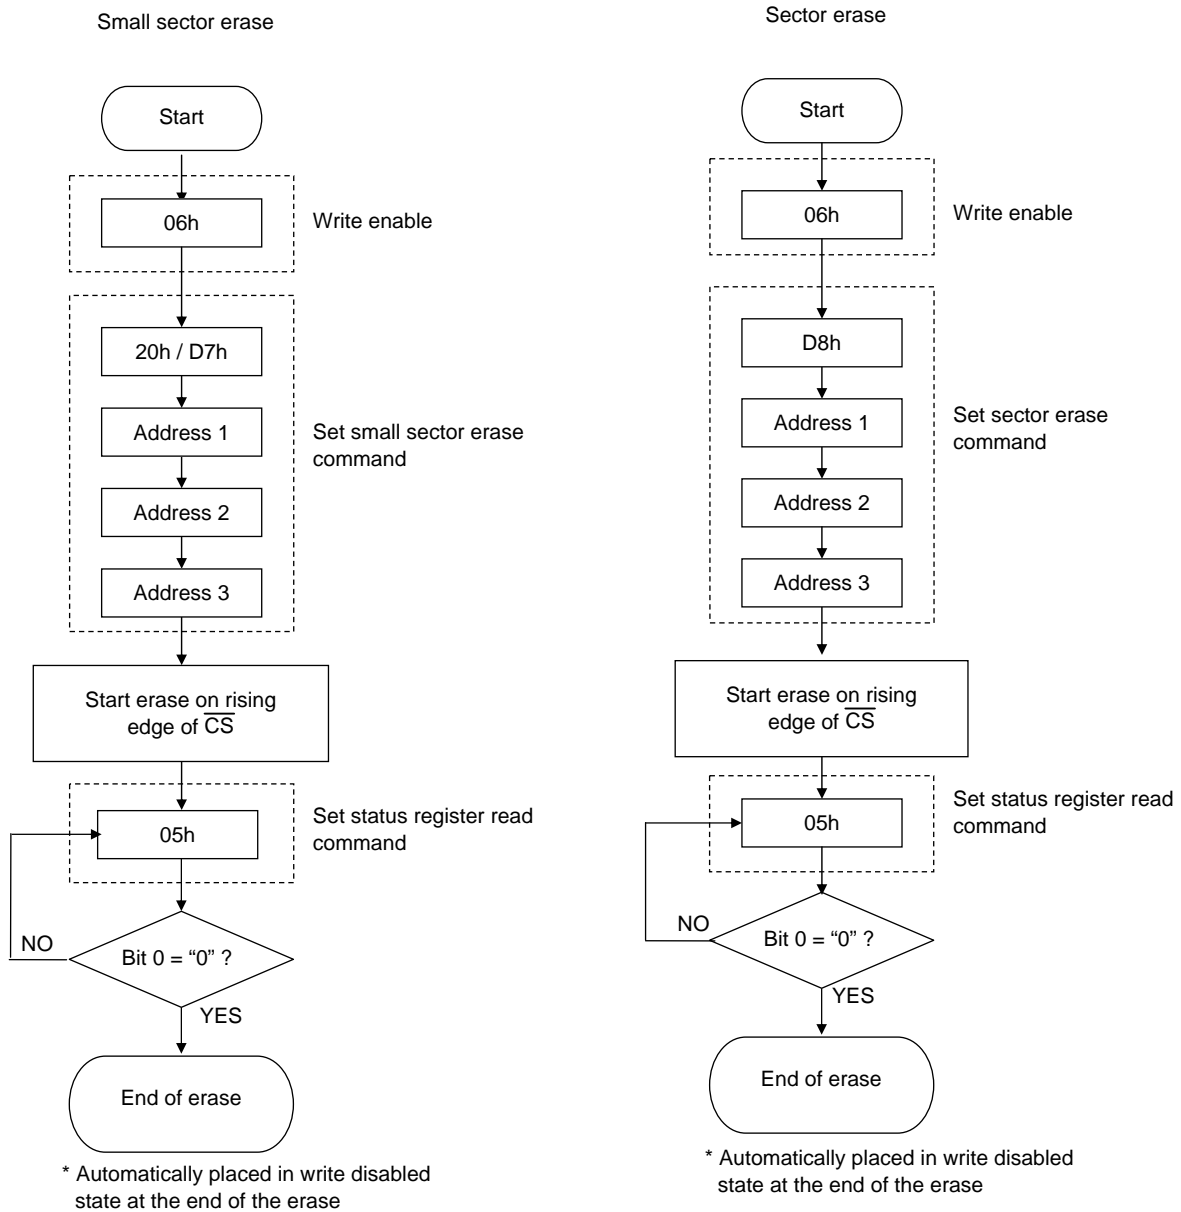 Small sector erase
Start
06h
Write enable
20h / D7h
Address 1
Set small sector erase
command
Address 2
Address 3
Start erase on rising
edge of C̅S̅
Set status register read
command
05h
NO
Bit 0 = “0” ?
YES
End of erase
* Automatically placed in write disabled
state at the end of the erase
Sector erase
Start
06h
Write enable
D8h
Address 1
Set sector erase
command
Address 2
Address 3
Start erase on rising
edge of C̅S̅
Set status register read
command
05h
NO
Bit 0 = “0” ?
YES
End of erase
* Automatically placed in write disabled
state at the end of the erase